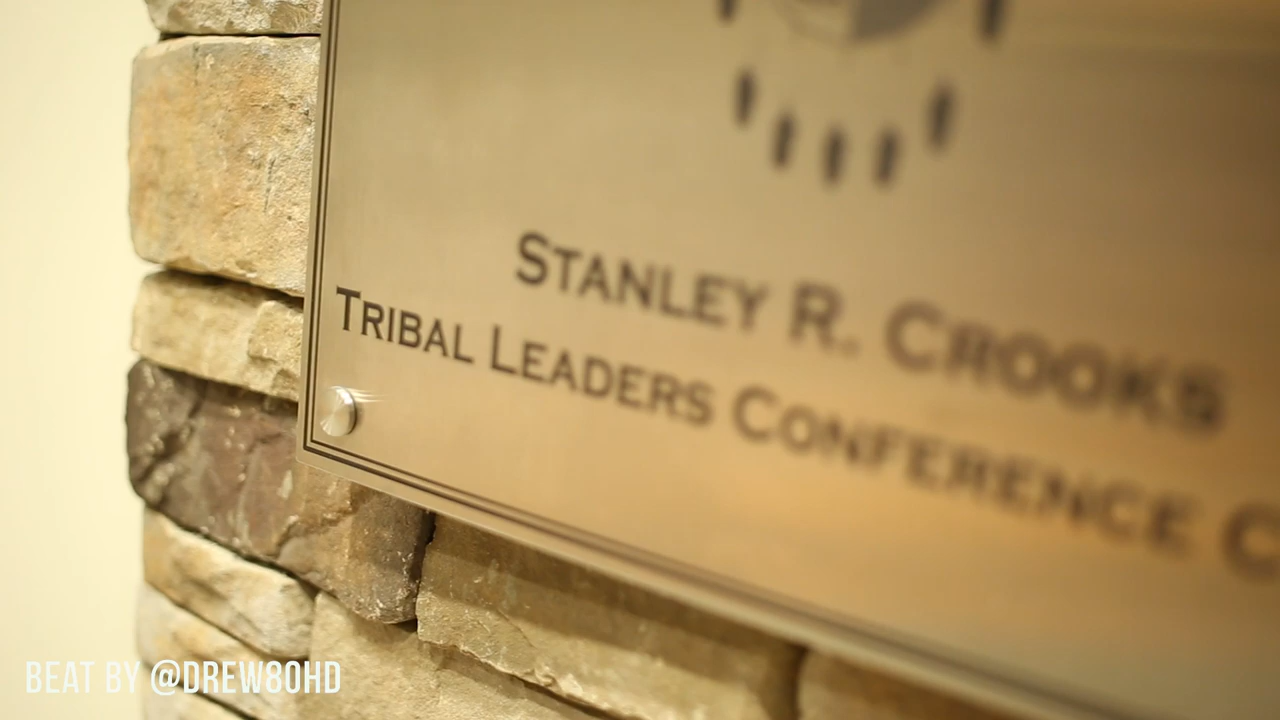 STANLEY R. CROOKS
TRIBAL LEADERS CONFERENCE C
BEAT BY @DREW80HD